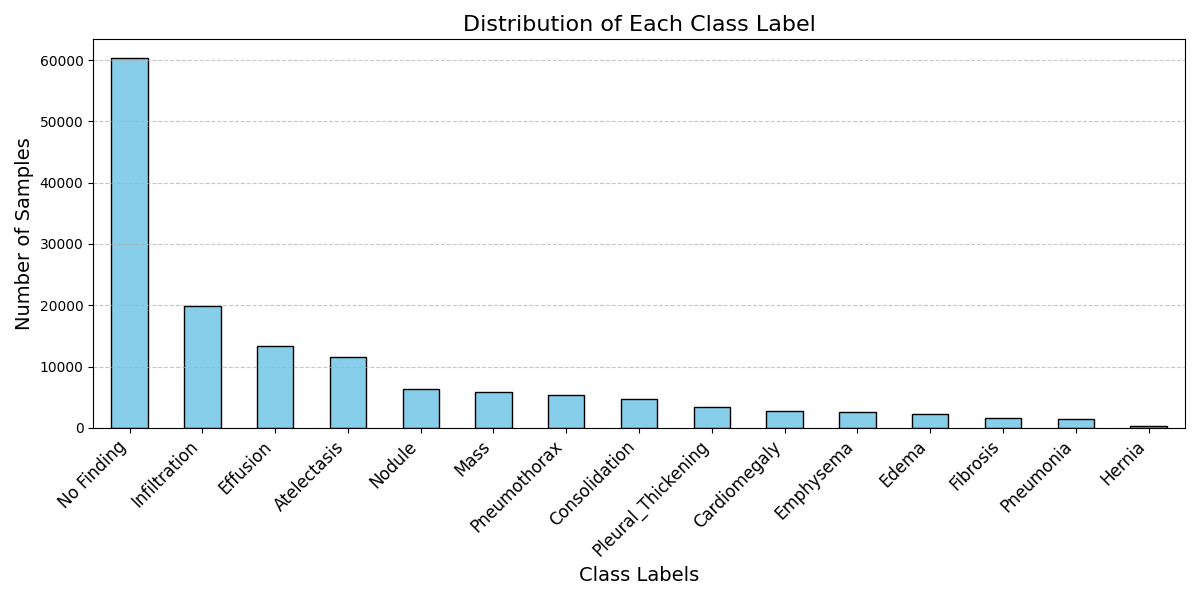 Distribution of Each Class Label
Number of Samples
60000
50000
40000
30000
20000
10000
0
No Finding
Infiltration
Effusion
Atelectasis
Nodule
Mass
Pneumothorax
Consolidation
Pleural_Thickening
Cardiomegaly
Emphysema
Edema
Fibrosis
Pneumonia
Hernia
Class Labels